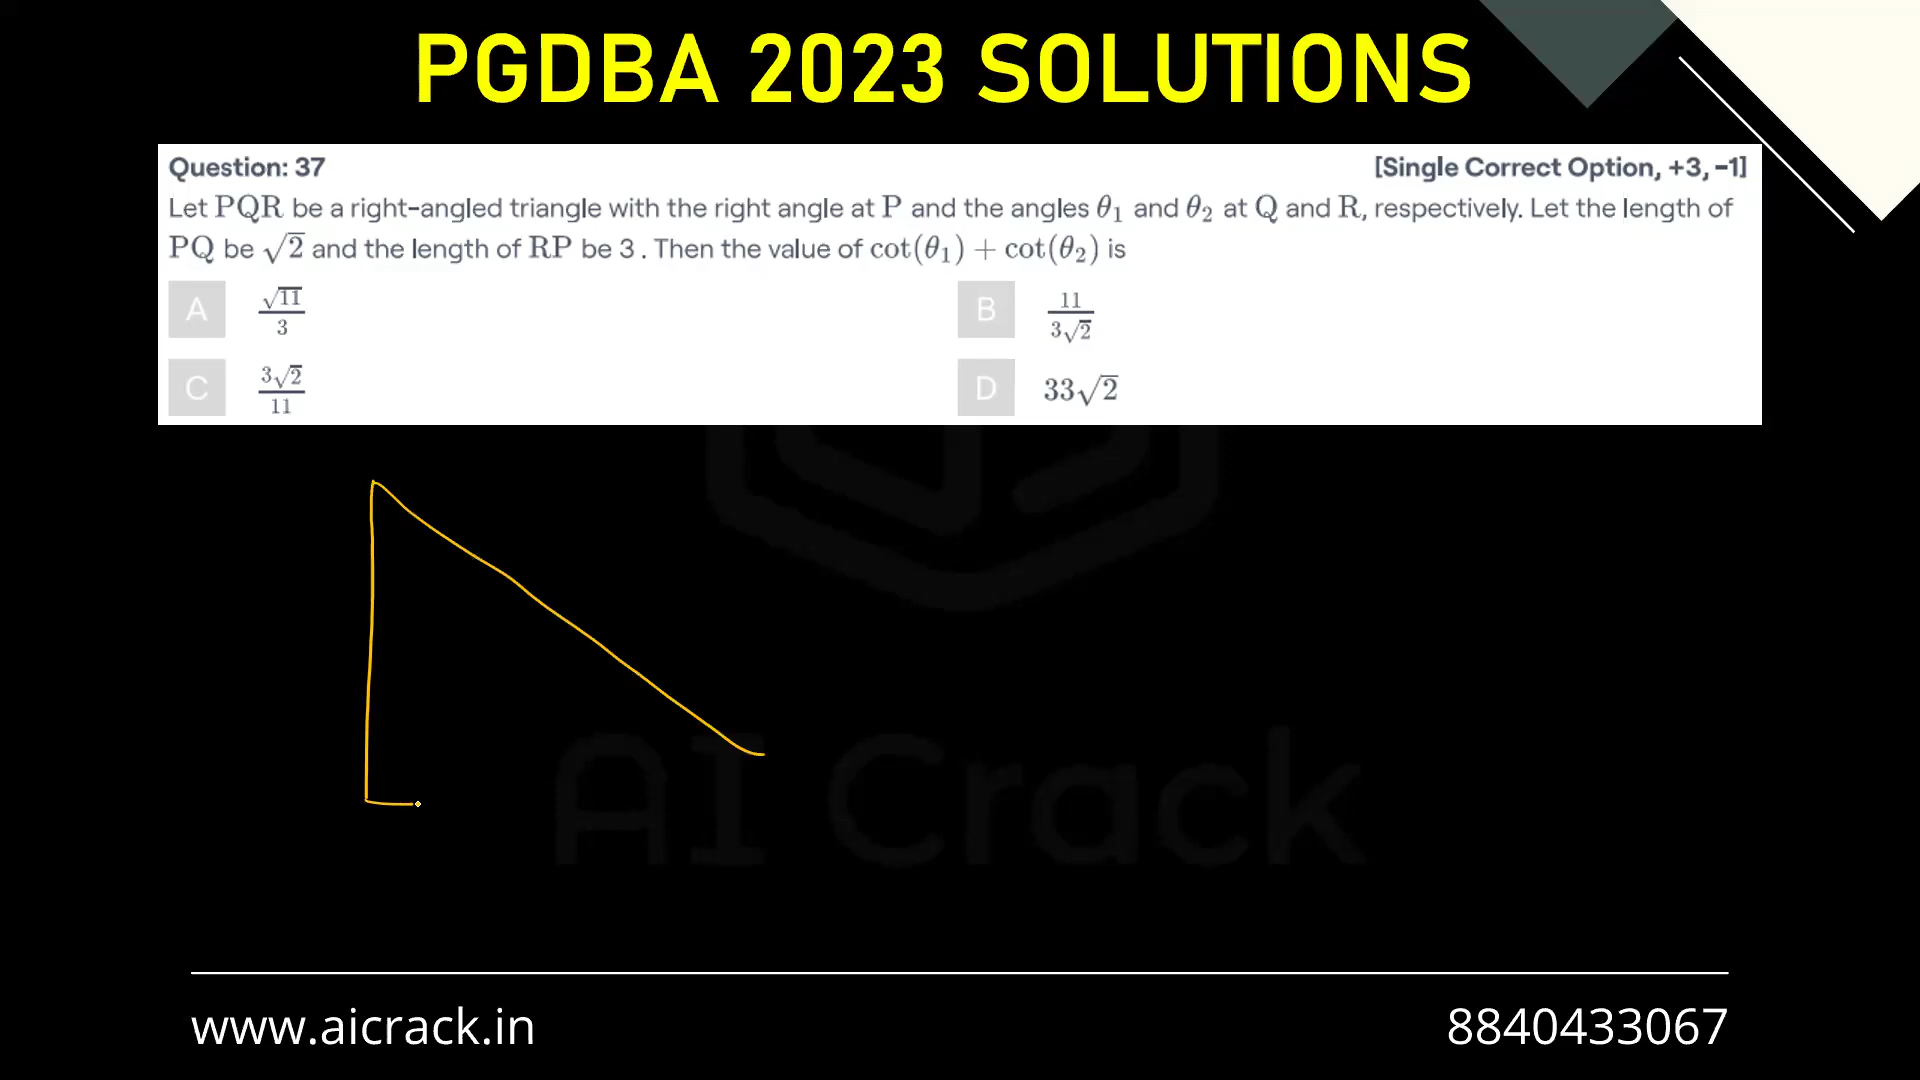 PGDBA 2023 SOLUTIONS
Question: 37 [Single Correct Option, +3, −1]
Let PQR be a right-angled triangle with the right angle at P and the angles θ₁ and θ₂ at Q and R, respectively. Let the length of
PQ be √2 and the length of RP be 3 . Then the value of cot(θ₁) + cot(θ₂) is
A √11/3 B 11/3√2
C 3√2/11 D 33√2
AI Crack
www.aicrack.in 8840433067